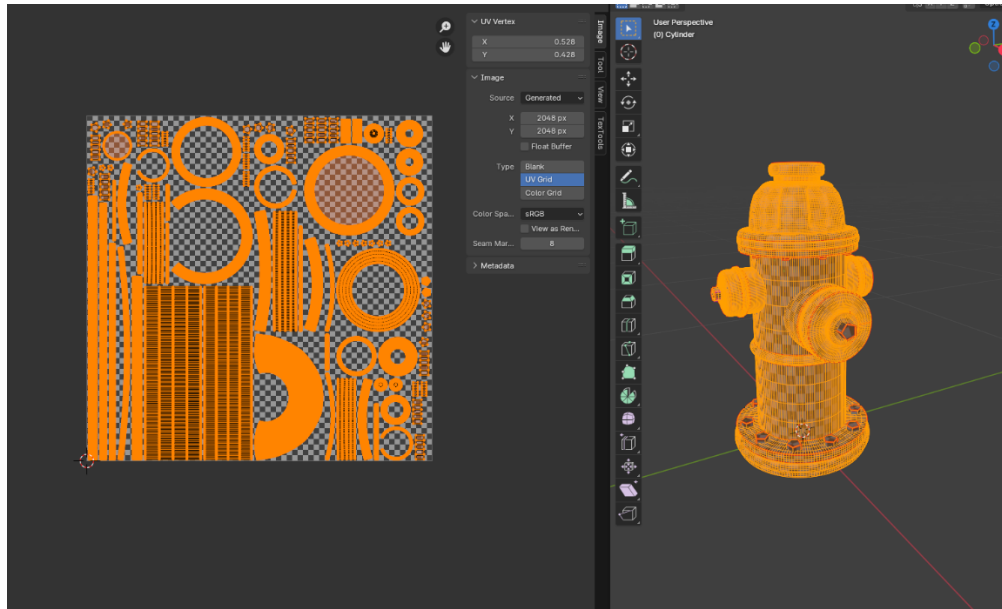 UV Vertex
X 0.528
Y 0.428
Image
Source Generated
X 2048 px
Y 2048 px
Float Buffer
Type Blank
UV Grid
Color Grid
Color Spa... sRGB
View as Ren...
Seam Mar... 8
Metadata
Image
Tool
View
TexTools
User Perspective
(0) Cylinder
Z